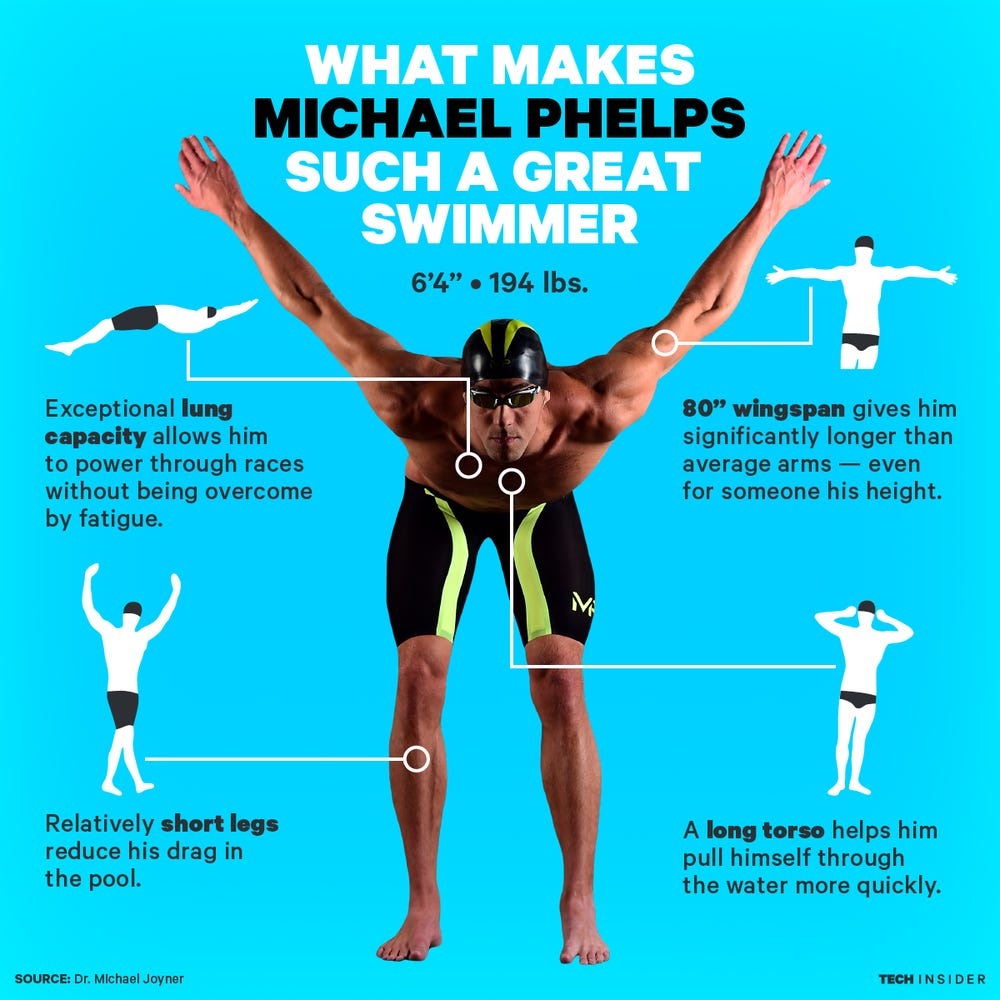 WHAT MAKES
MICHAEL PHELPS
SUCH A GREAT
SWIMMER
6’4” • 194 lbs.
Exceptional lung
capacity allows him
to power through races
without being overcome
by fatigue.
80” wingspan gives him
significantly longer than
average arms — even
for someone his height.
Relatively short legs
reduce his drag in
the pool.
A long torso helps him
pull himself through
the water more quickly.
SOURCE: Dr. Michael Joyner
TECH INSIDER